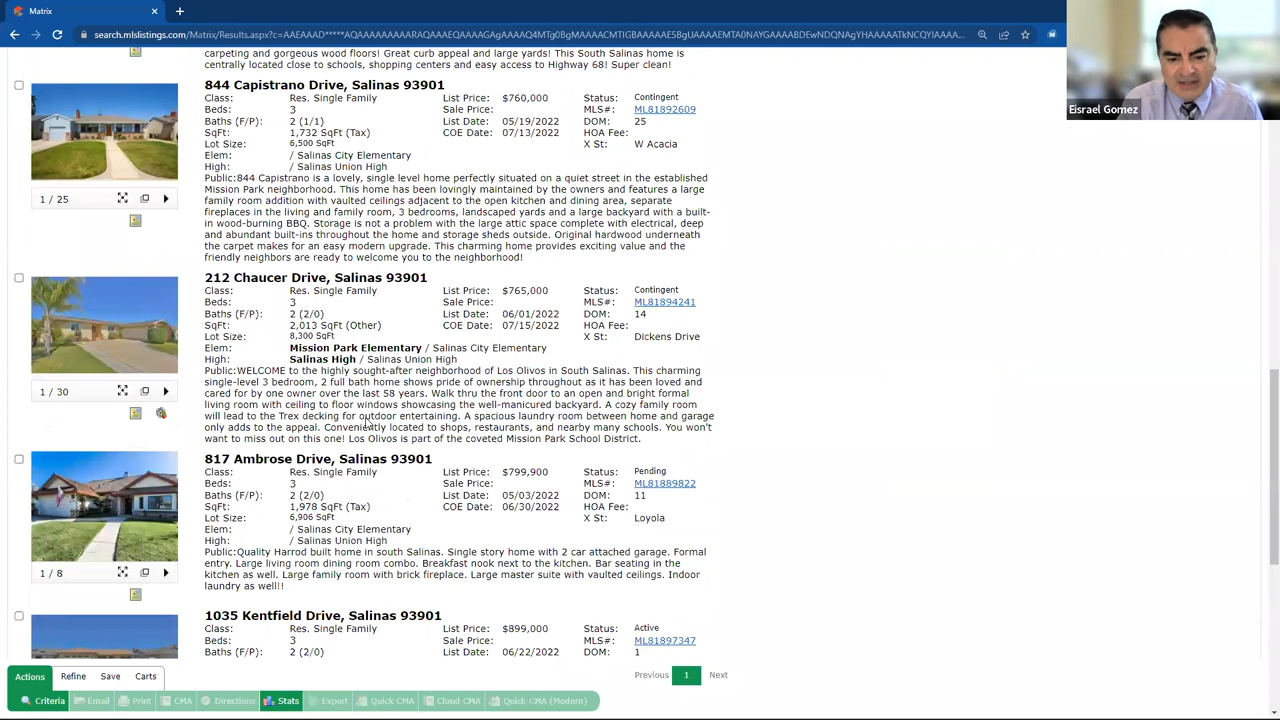 Matrix
search.mlslistings.com/Matrix/Results.aspx?c=AAEAAAD*****AQAAAAAAAAARAQAAAEQAAAAGAgAAAAQ4MTg08gMAAAACMTIGBAAAAAE5BgUAAAAEMTA0NAYGAAAABDEwNDQNAgYHAAAAATkNCQYIAAAAAM...
Eisrael Gomez
carpeting and gorgeous wood floors! Great curb appeal and large yards! This South Salinas home is
centrally located close to schools, shopping centers and easy access to Highway 68! Super clean!
844 Capistrano Drive, Salinas 93901
Class: Res. Single Family List Price: $760,000 Status: Contingent
Beds: 3 Sale Price: MLS#: ML81892609
Baths (F/P): 2 (1/1) List Date: 05/19/2022 DOM: 25
SqFt: 1,732 SqFt (Tax) COE Date: 07/13/2022 HOA Fee:
Lot Size: 6,500 SqFt X St: W Acacia
Elem: / Salinas City Elementary
High: / Salinas Union High
Public:844 Capistrano is a lovely, single level home perfectly situated on a quiet street in the established
Mission Park neighborhood. This home has been lovingly maintained by the owners and features a large
family room addition with vaulted ceilings adjacent to the open kitchen and dining area, separate
fireplaces in the living and family room, 3 bedrooms, landscaped yards and a large backyard with a built-
in wood-burning BBQ. Storage is not a problem with the large attic space complete with electrical, deep
and abundant built-ins throughout the home and storage sheds outside. Original hardwood underneath
the carpet makes for an easy modern upgrade. This charming home provides exciting value and the
friendly neighbors are ready to welcome you to the neighborhood!
1 / 25
212 Chaucer Drive, Salinas 93901
Class: Res. Single Family List Price: $765,000 Status: Contingent
Beds: 3 Sale Price: MLS#: ML81894241
Baths (F/P): 2 (2/0) List Date: 06/01/2022 DOM: 14
SqFt: 2,013 SqFt (Other) COE Date: 07/15/2022 HOA Fee:
Lot Size: 8,300 SqFt X St: Dickens Drive
Elem: Mission Park Elementary / Salinas City Elementary
High: Salinas High / Salinas Union High
Public:WELCOME to the highly sought-after neighborhood of Los Olivos in South Salinas. This charming
single-level 3 bedroom, 2 full bath home shows pride of ownership throughout as it has been loved and
cared for by one owner over the last 58 years. Walk thru the front door to an open and bright formal
living room with ceiling to floor windows showcasing the well-manicured backyard. A cozy family room
will lead to the Trex decking for outdoor entertaining. A spacious laundry room between home and garage
only adds to the appeal. Conveniently located to shops, restaurants, and nearby many schools. You won't
want to miss out on this one! Los Olivos is part of the coveted Mission Park School District.
1 / 30
817 Ambrose Drive, Salinas 93901
Class: Res. Single Family List Price: $799,900 Status: Pending
Beds: 3 Sale Price: MLS#: ML81889822
Baths (F/P): 2 (2/0) List Date: 05/03/2022 DOM: 11
SqFt: 1,978 SqFt (Tax) COE Date: 06/30/2022 HOA Fee:
Lot Size: 6,906 SqFt X St: Loyola
Elem: / Salinas City Elementary
High: / Salinas Union High
Public:Quality Harrod built home in south Salinas. Single story home with 2 car attached garage. Formal
entry. Large living room dining room combo. Breakfast nook next to the kitchen. Bar seating in the
kitchen as well. Large family room with brick fireplace. Large master suite with vaulted ceilings. Indoor
laundry as well!!
1 / 8
1035 Kentfield Drive, Salinas 93901
Class: Res. Single Family List Price: $899,000 Status: Active
Beds: 3 Sale Price: MLS#: ML81897347
Baths (F/P): 2 (2/0) List Date: 06/22/2022 DOM: 1
Actions Refine Save Carts Previous 1 Next
Criteria Email Print CMA Directions Stats Export Quick CMA Cloud CMA Quick CMA (Modern)